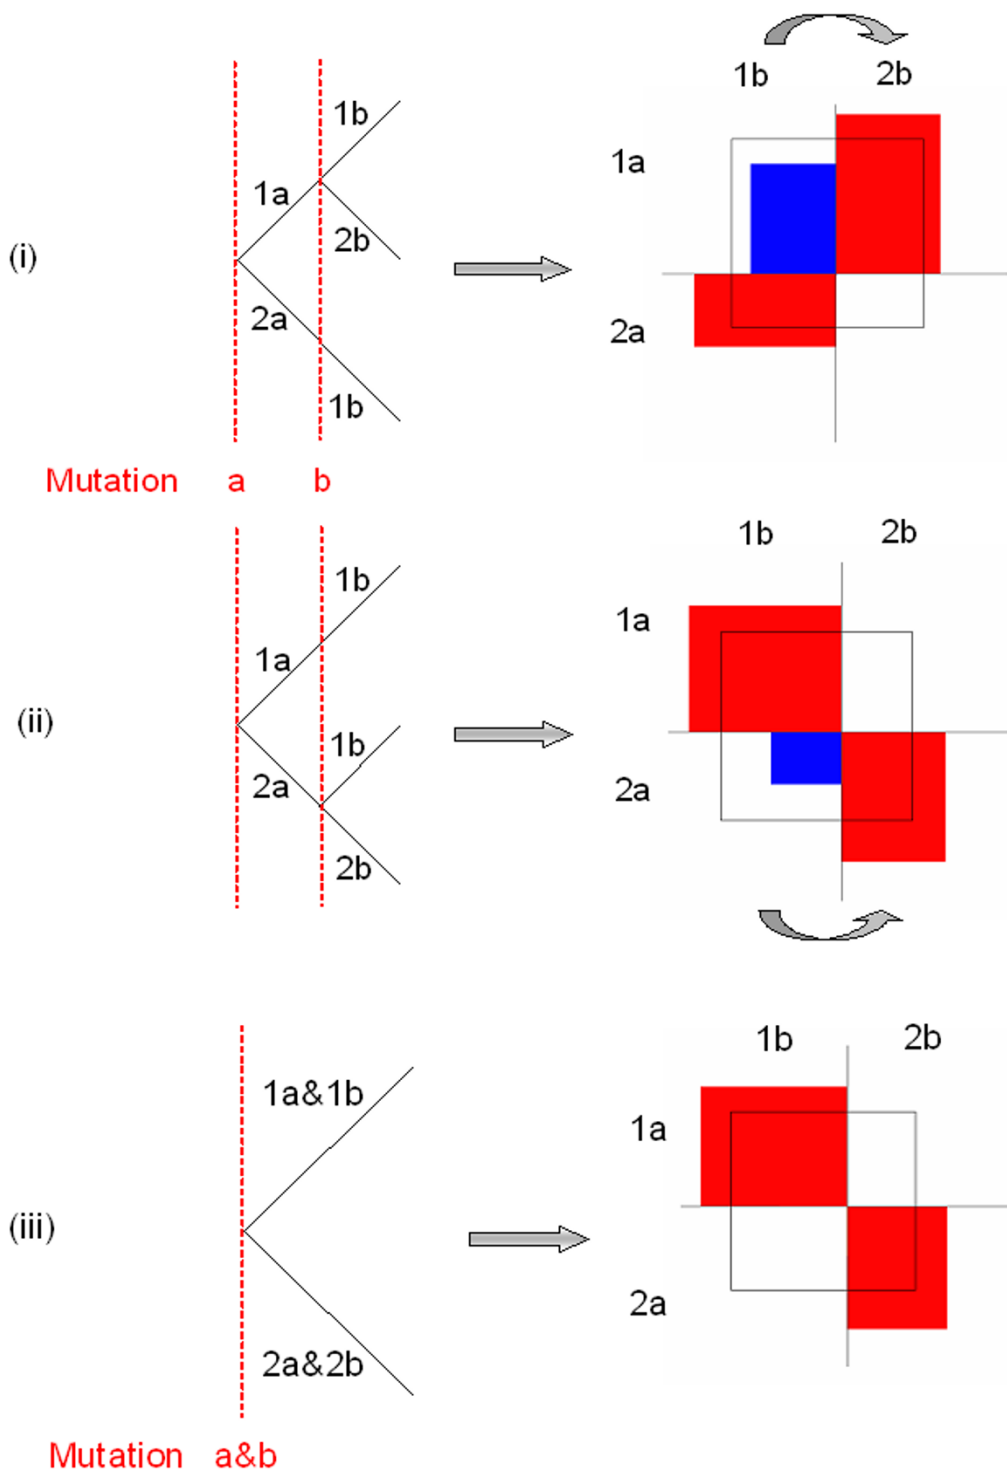 1b 2b
1b
1a
1a
(i)
2b
2a
2a
1b
Mutation a b
1b 2b
1b
1a
1a
(ii)
1b
2a
2a
2b
1b 2b
1a&1b
1a
(iii)
2a
2a&2b
Mutation a&b